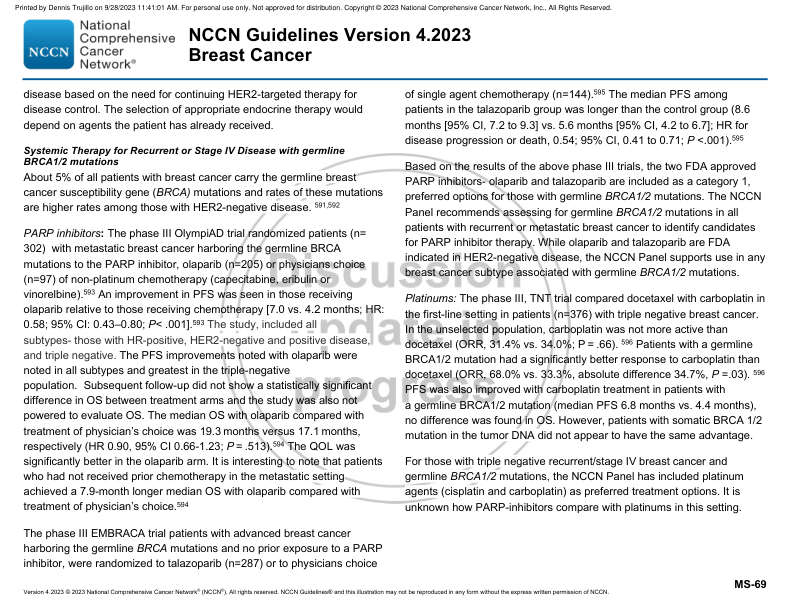 Printed by Dennis Trujillo on 9/28/2023 11:41:01 AM. For personal use only. Not approved for distribution. Copyright © 2023 National Comprehensive Cancer Network, Inc., All Rights Reserved.
NCCN
National
Comprehensive
Cancer
Network®
NCCN Guidelines Version 4.2023
Breast Cancer
disease based on the need for continuing HER2-targeted therapy for
disease control. The selection of appropriate endocrine therapy would
depend on agents the patient has already received.
Systemic Therapy for Recurrent or Stage IV Disease with germline
BRCA1/2 mutations
About 5% of all patients with breast cancer carry the germline breast
cancer susceptibility gene (BRCA) mutations and rates of these mutations
are higher rates among those with HER2-negative disease. 591,592
PARP inhibitors: The phase III OlympiAD trial randomized patients (n=
302) with metastatic breast cancer harboring the germline BRCA
mutations to the PARP inhibitor, olaparib (n=205) or physicians choice
(n=97) of non-platinum chemotherapy (capecitabine, eribulin or
vinorelbine).593 An improvement in PFS was seen in those receiving
olaparib relative to those receiving chemotherapy [7.0 vs. 4.2 months; HR:
0.58; 95% CI: 0.43–0.80; P< .001].593 The study, included all
subtypes- those with HR-positive, HER2-negative and positive disease,
and triple negative. The PFS improvements noted with olaparib were
noted in all subtypes and greatest in the triple-negative
population. Subsequent follow-up did not show a statistically significant
difference in OS between treatment arms and the study was also not
powered to evaluate OS. The median OS with olaparib compared with
treatment of physician's choice was 19.3 months versus 17.1 months,
respectively (HR 0.90, 95% CI 0.66-1.23; P = .513).594 The QOL was
significantly better in the olaparib arm. It is interesting to note that patients
who had not received prior chemotherapy in the metastatic setting
achieved a 7.9-month longer median OS with olaparib compared with
treatment of physician's choice.594
The phase III EMBRACA trial patients with advanced breast cancer
harboring the germline BRCA mutations and no prior exposure to a PARP
inhibitor, were randomized to talazoparib (n=287) or to physicians choice
of single agent chemotherapy (n=144).595 The median PFS among
patients in the talazoparib group was longer than the control group (8.6
months [95% CI, 7.2 to 9.3] vs. 5.6 months [95% CI, 4.2 to 6.7]; HR for
disease progression or death, 0.54; 95% CI, 0.41 to 0.71; P <.001).595
Based on the results of the above phase III trials, the two FDA approved
PARP inhibitors- olaparib and talazoparib are included as a category 1,
preferred options for those with germline BRCA1/2 mutations. The NCCN
Panel recommends assessing for germline BRCA1/2 mutations in all
patients with recurrent or metastatic breast cancer to identify candidates
for PARP inhibitor therapy. While olaparib and talazoparib are FDA
indicated in HER2-negative disease, the NCCN Panel supports use in any
breast cancer subtype associated with germline BRCA1/2 mutations.
Platinums: The phase III, TNT trial compared docetaxel with carboplatin in
the first-line setting in patients (n=376) with triple negative breast cancer.
In the unselected population, carboplatin was not more active than
docetaxel (ORR, 31.4% vs. 34.0%; P = .66). 596 Patients with a germline
BRCA1/2 mutation had a significantly better response to carboplatin than
docetaxel (ORR, 68.0% vs. 33.3%, absolute difference 34.7%, P =.03). 596
PFS was also improved with carboplatin treatment in patients with
a germline BRCA1/2 mutation (median PFS 6.8 months vs. 4.4 months),
no difference was found in OS. However, patients with somatic BRCA 1/2
mutation in the tumor DNA did not appear to have the same advantage.
For those with triple negative recurrent/stage IV breast cancer and
germline BRCA1/2 mutations, the NCCN Panel has included platinum
agents (cisplatin and carboplatin) as preferred treatment options. It is
unknown how PARP-inhibitors compare with platinums in this setting.
Discussion
update in
progress
MS-69
Version 4.2023 © 2023 National Comprehensive Cancer Network® (NCCN®), All rights reserved. NCCN Guidelines® and this illustration may not be reproduced in any form without the express written permission of NCCN.